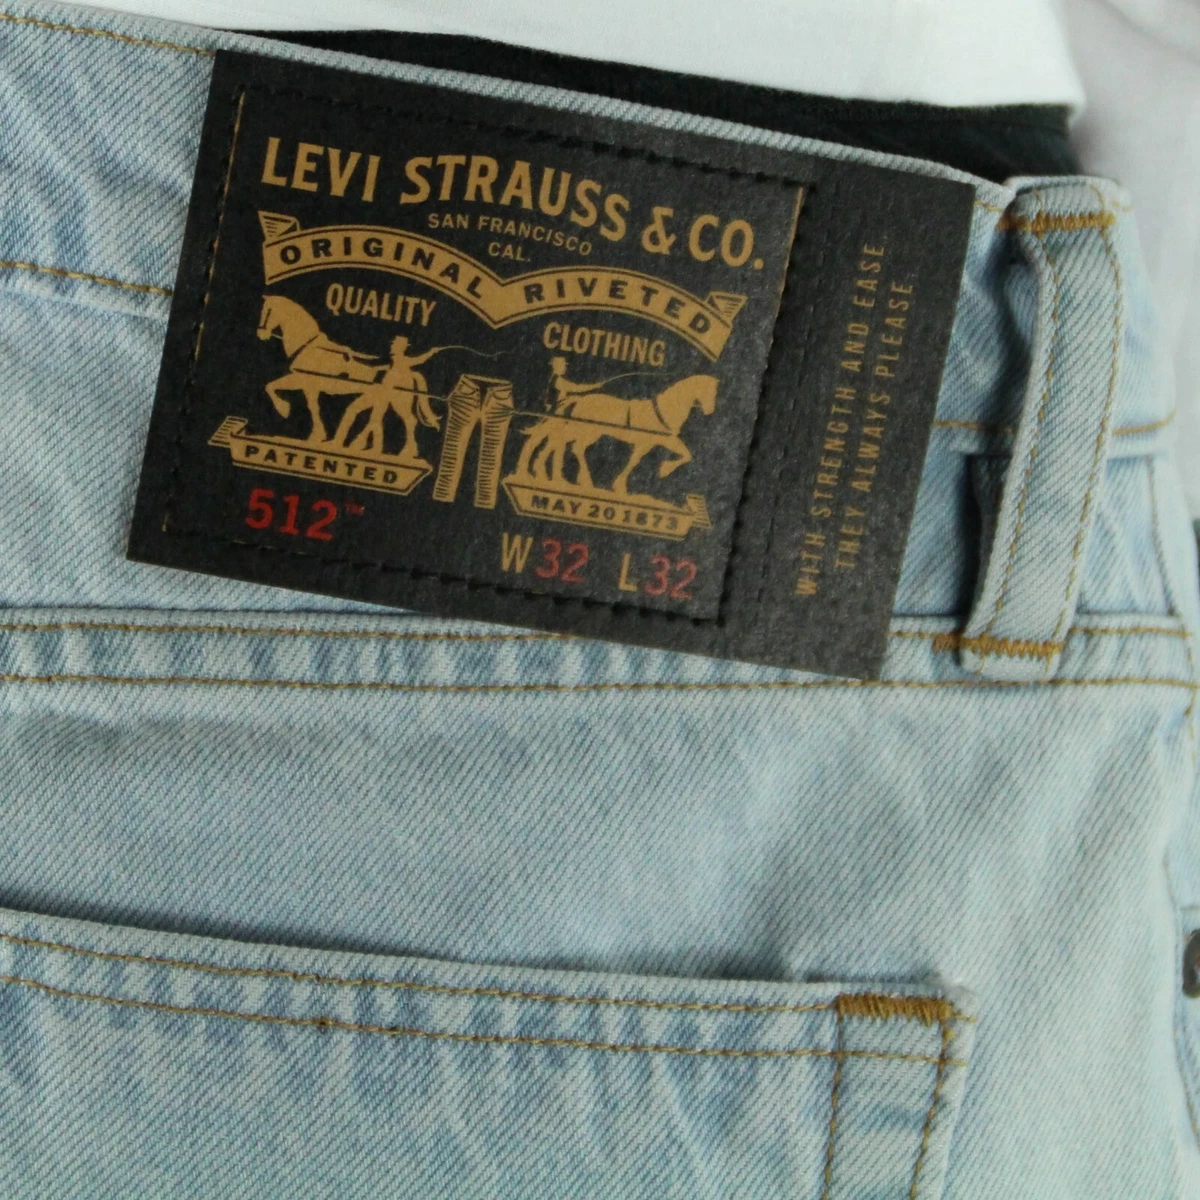 LEVI STRAUSS & CO.
SAN FRANCISCO
CAL.
ORIGINAL RIVETED
QUALITY
CLOTHING
PATENTED
MAY 20 1873
512™
W32 L32
WITH STRENGTH AND EASE
THEY ALWAYS PLEASE.